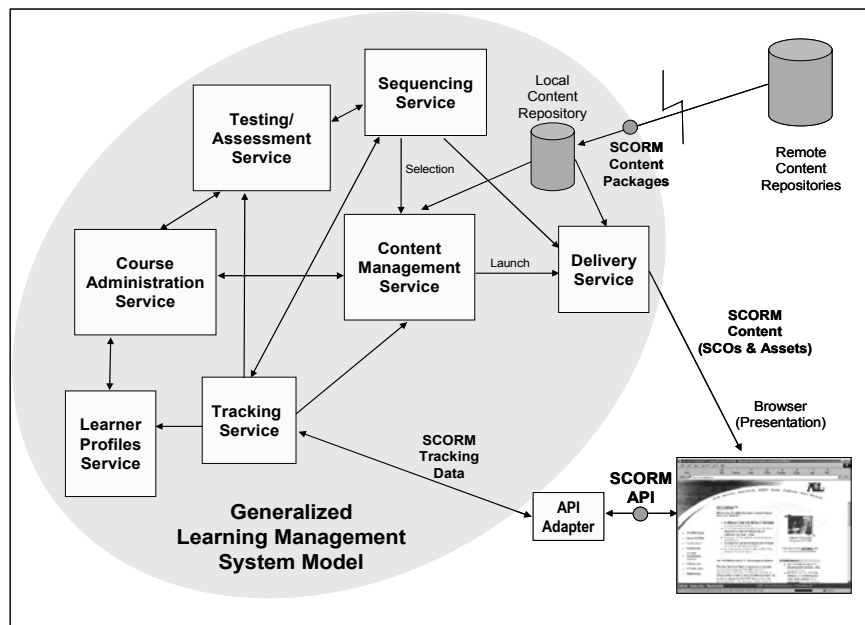 Sequencing
Service
Testing/
Assessment
Service
Local
Content
Repository
SCORM
Content
Packages
Remote
Content
Repositories
Selection
Course
Administration
Service
Content
Management
Service
Launch
Delivery
Service
SCORM
Content
(SCOs & Assets)
Learner
Profiles
Service
Tracking
Service
SCORM
Tracking
Data
Browser
(Presentation)
SCORM
API
API
Adapter
Generalized
Learning Management
System Model
SCORM